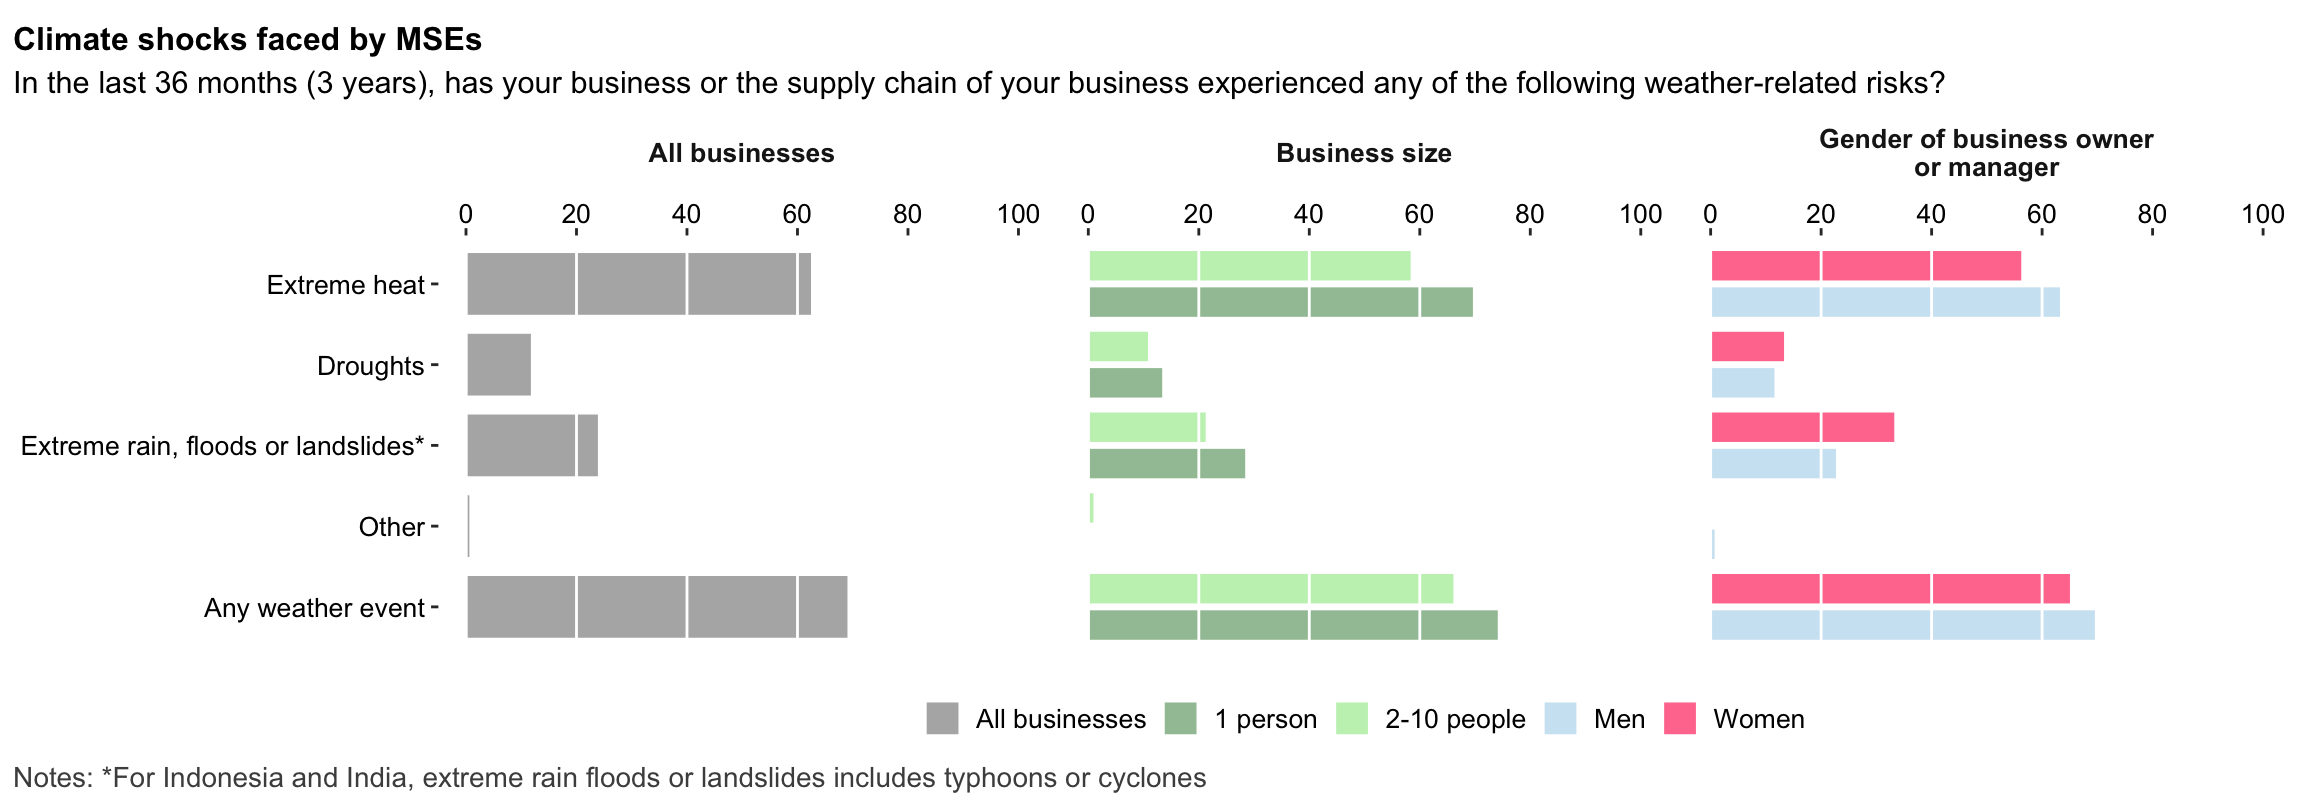 Climate shocks faced by MSEs
In the last 36 months (3 years), has your business or the supply chain of your business experienced any of the following weather-related risks?
All businesses
Business size
Gender of business owner
or manager
0 20 40 60 80 100
0 20 40 60 80 100
0 20 40 60 80 100
Extreme heat
Droughts
Extreme rain, floods or landslides*
Other
Any weather event
All businesses 1 person 2-10 people Men Women
Notes: *For Indonesia and India, extreme rain floods or landslides includes typhoons or cyclones